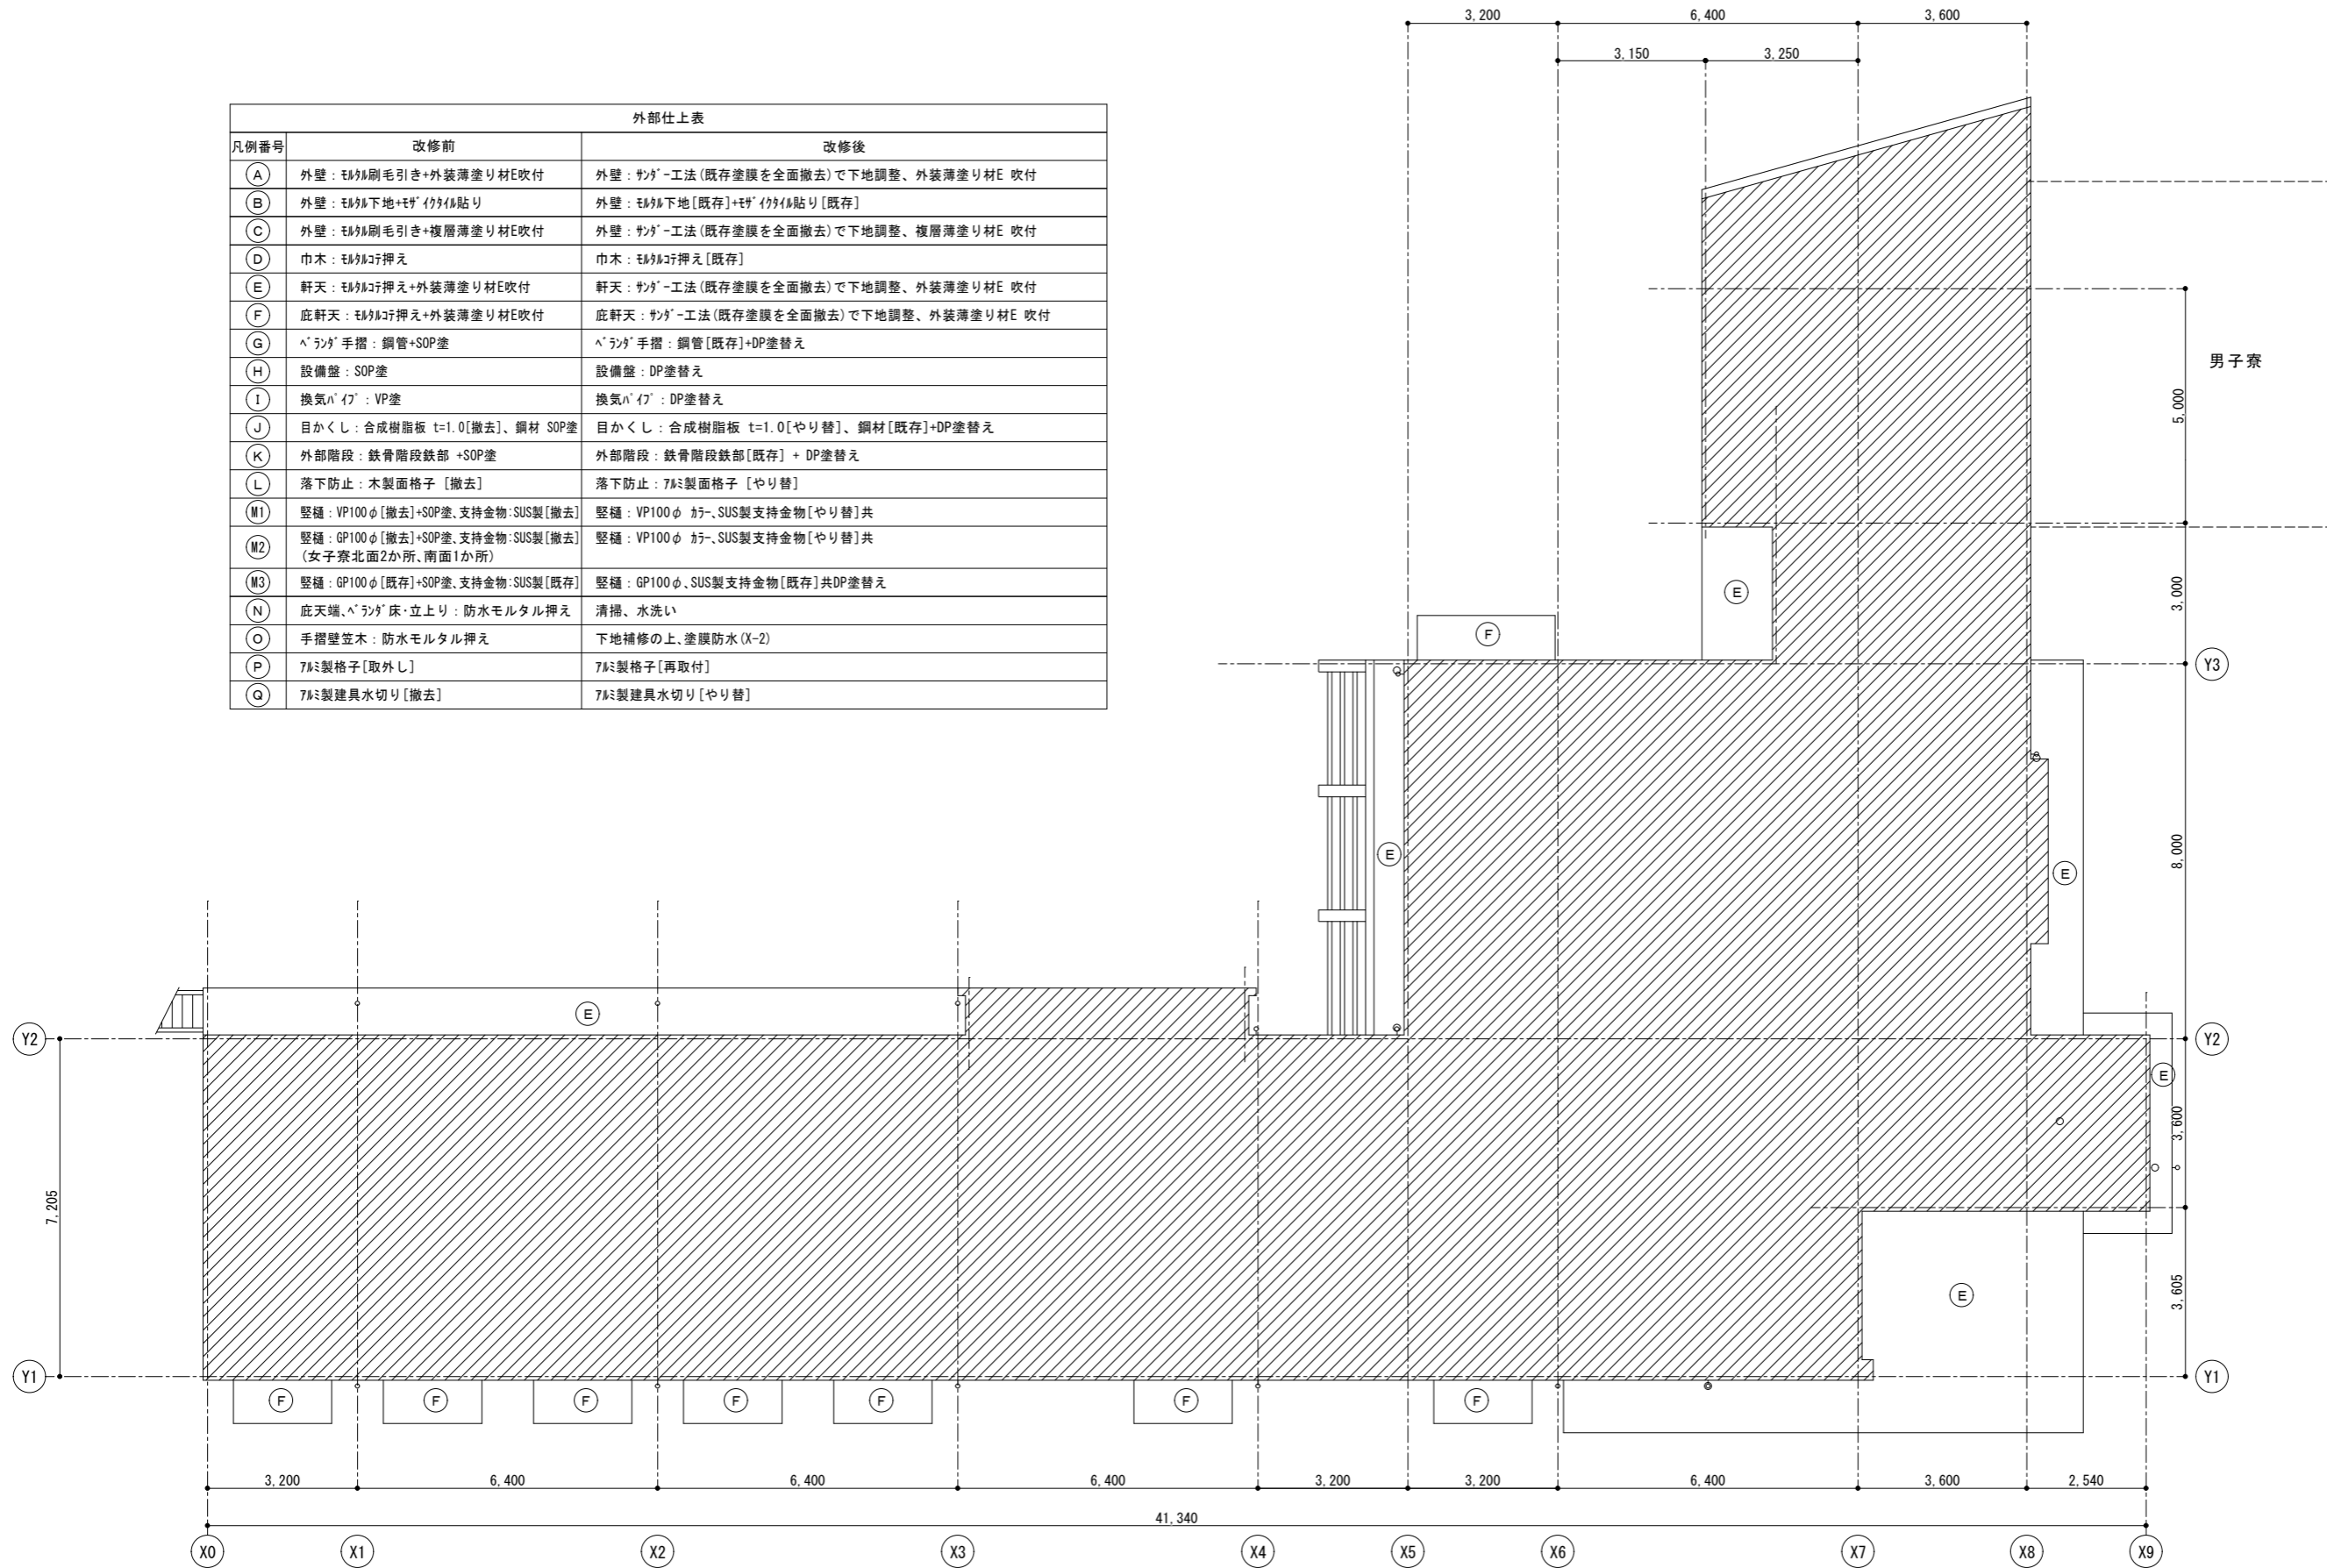 3,200 6,400 3,600
3,150 3,250
外部仕上表
凡例番号 改修前 改修後
A 外壁：ﾓﾙﾀﾙ刷毛引き+外装薄塗り材E吹付 外壁：ｻﾝﾀﾞｰ工法(既存塗膜を全面撤去)で下地調整、外装薄塗り材E 吹付
B 外壁：ﾓﾙﾀﾙ下地+ﾓｻﾞｲｸﾀｲﾙ貼り 外壁：ﾓﾙﾀﾙ下地[既存]+ﾓｻﾞｲｸﾀｲﾙ貼り[既存]
C 外壁：ﾓﾙﾀﾙ刷毛引き+複層薄塗り材E吹付 外壁：ｻﾝﾀﾞｰ工法(既存塗膜を全面撤去)で下地調整、複層薄塗り材E 吹付
D 巾木：ﾓﾙﾀﾙｺﾃ押え 巾木：ﾓﾙﾀﾙｺﾃ押え[既存]
E 軒天：ﾓﾙﾀﾙｺﾃ押え+外装薄塗り材E吹付 軒天：ｻﾝﾀﾞｰ工法(既存塗膜を全面撤去)で下地調整、外装薄塗り材E 吹付
F 庇軒天：ﾓﾙﾀﾙｺﾃ押え+外装薄塗り材E吹付 庇軒天：ｻﾝﾀﾞｰ工法(既存塗膜を全面撤去)で下地調整、外装薄塗り材E 吹付
G ﾍﾞﾗﾝﾀﾞ手摺：鋼管+SOP塗 ﾍﾞﾗﾝﾀﾞ手摺：鋼管[既存]+DP塗替え
H 設備盤：SOP塗 設備盤：DP塗替え
I 換気ﾊﾟｲﾌﾟ：VP塗 換気ﾊﾟｲﾌﾟ：DP塗替え
J 目かくし：合成樹脂板 t=1.0[撤去]、鋼材 SOP塗 目かくし：合成樹脂板 t=1.0[やり替]、鋼材[既存]+DP塗替え
K 外部階段：鉄骨階段鉄部 +SOP塗 外部階段：鉄骨階段鉄部[既存] + DP塗替え
L 落下防止：木製面格子 [撤去] 落下防止：ｱﾙﾐ製面格子 [やり替]
M1 竪樋：VP100φ[撤去]+SOP塗、支持金物:SUS製[撤去] 竪樋：VP100φ ｶﾗｰ、SUS製支持金物[やり替]共
M2 竪樋：GP100φ[撤去]+SOP塗、支持金物:SUS製[撤去] 竪樋：VP100φ ｶﾗｰ、SUS製支持金物[やり替]共
(女子寮北面2か所、南面1か所)
M3 竪樋：GP100φ[既存]+SOP塗、支持金物:SUS製[既存] 竪樋：GP100φ、SUS製支持金物[既存]共DP塗替え
N 庇天端、ﾍﾞﾗﾝﾀﾞ床・立上り：防水モルタル押え 清掃、水洗い
O 手摺壁笠木：防水モルタル押え 下地補修の上、塗膜防水(X-2)
P ｱﾙﾐ製格子[取外し] ｱﾙﾐ製格子[再取付]
Q ｱﾙﾐ製建具水切り[撤去] ｱﾙﾐ製建具水切り[やり替]
男子寮
5,000
E
3,000
F
Y3
E
8,000
E
E
Y2 Y2
E
3,600
7,205
E
3,605
Y1 Y1
F F F F F F F
3,200 6,400 6,400 6,400 3,200 3,200 6,400 3,600 2,540
41,340
X0 X1 X2 X3 X4 X5 X6 X7 X8 X9